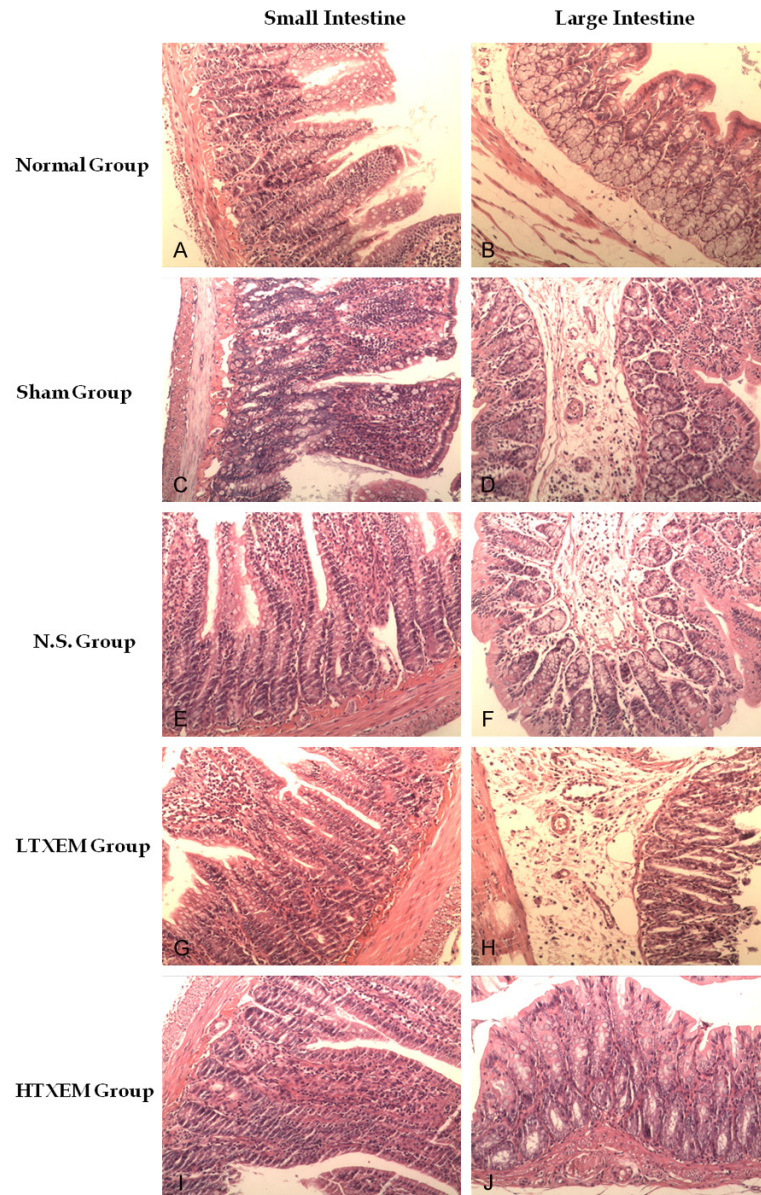 Small Intestine Large Intestine
Normal Group
A B
Sham Group
C D
N.S. Group
E F
LTXEM Group
G H
HTXEM Group
I J